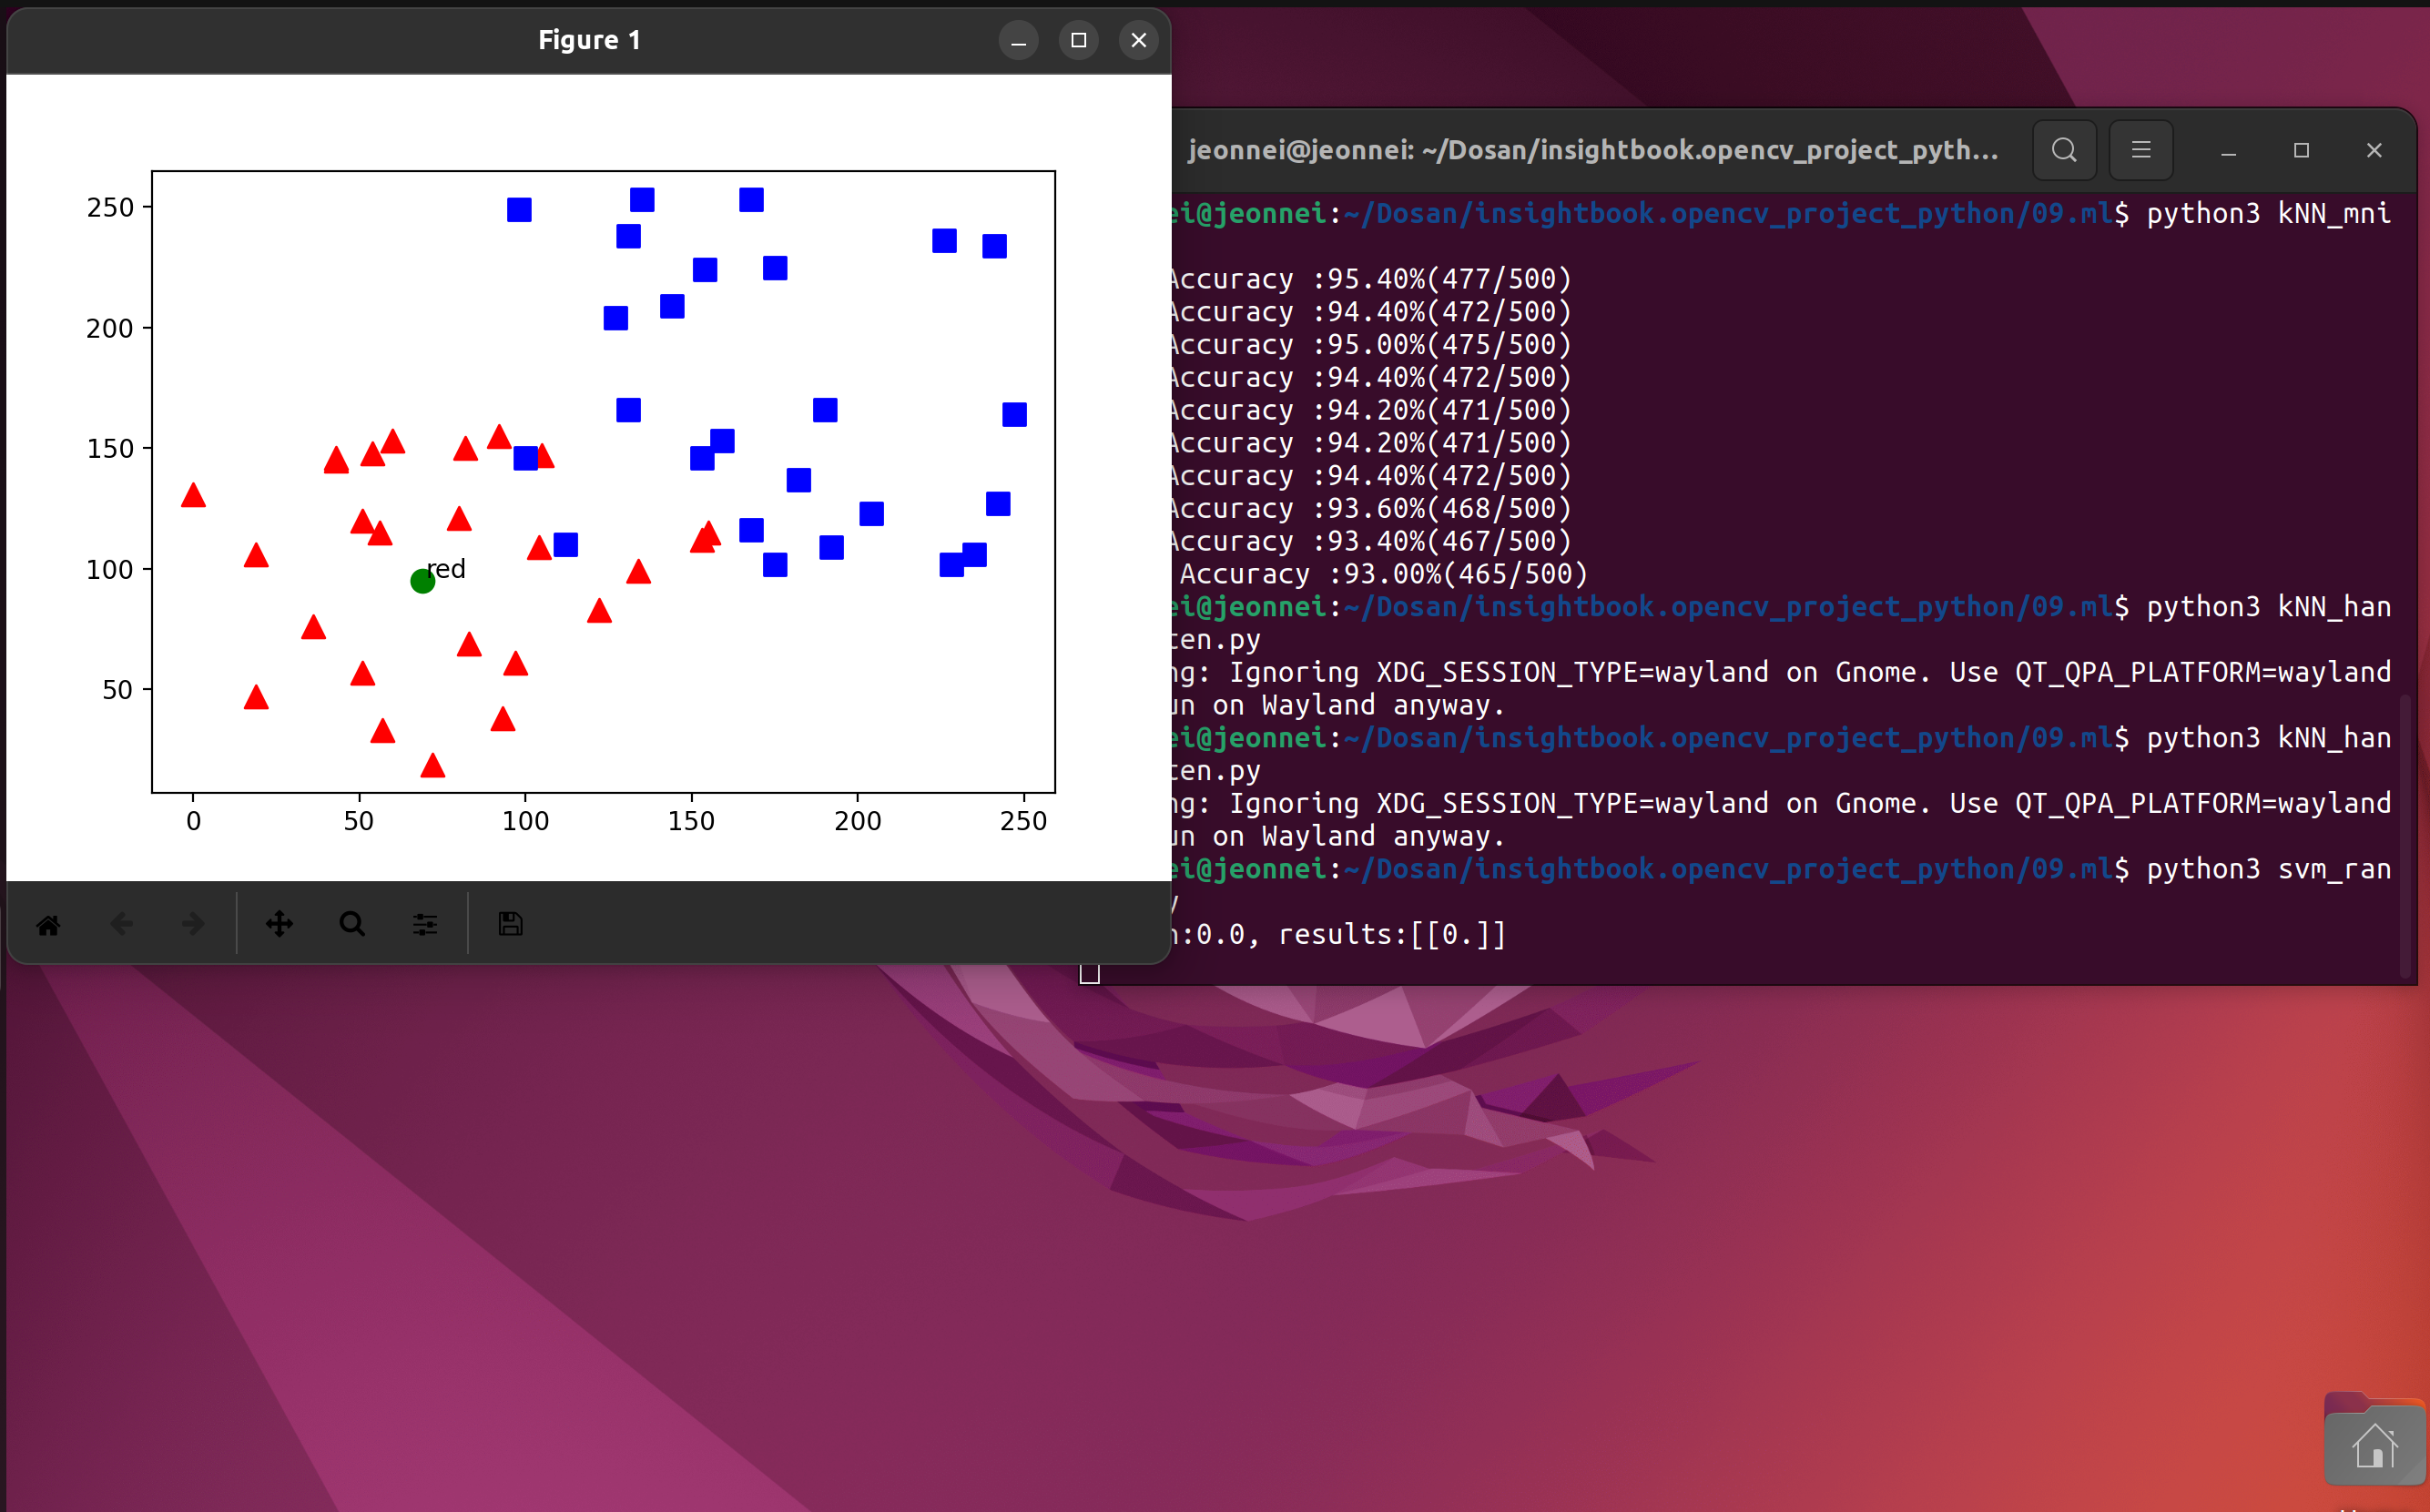 Figure 1
250
200
150
100
50
red
0 50 100 150 200 250
jeonnei@jeonnei: ~/Dosan/insightbook.opencv_project_pyth...
ei@jeonnei:~/Dosan/insightbook.opencv_project_python/09.ml$ python3 kNN_mni
Accuracy :95.40%(477/500)
Accuracy :94.40%(472/500)
Accuracy :95.00%(475/500)
Accuracy :94.40%(472/500)
Accuracy :94.20%(471/500)
Accuracy :94.20%(471/500)
Accuracy :94.40%(472/500)
Accuracy :93.60%(468/500)
Accuracy :93.40%(467/500)
Accuracy :93.00%(465/500)
ei@jeonnei:~/Dosan/insightbook.opencv_project_python/09.ml$ python3 kNN_han
ten.py
ng: Ignoring XDG_SESSION_TYPE=wayland on Gnome. Use QT_QPA_PLATFORM=wayland
un on Wayland anyway.
ei@jeonnei:~/Dosan/insightbook.opencv_project_python/09.ml$ python3 kNN_han
ten.py
ng: Ignoring XDG_SESSION_TYPE=wayland on Gnome. Use QT_QPA_PLATFORM=wayland
un on Wayland anyway.
ei@jeonnei:~/Dosan/insightbook.opencv_project_python/09.ml$ python3 svm_ran
y
n:0.0, results:[[0.]]